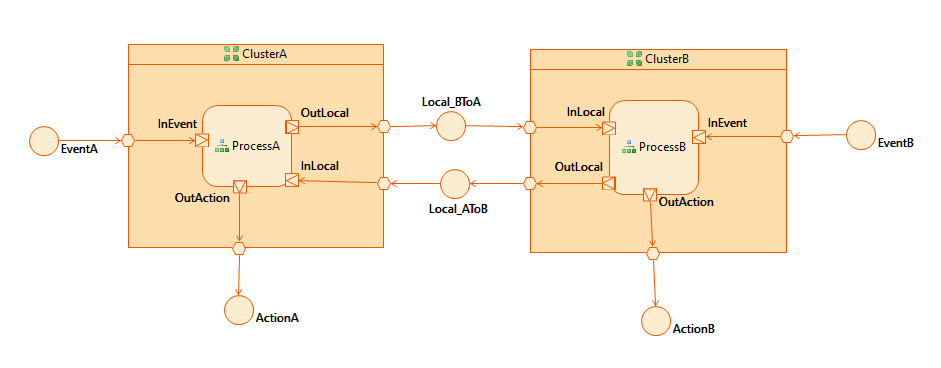 ClusterA
ClusterB
Local_BToA
OutLocal
InLocal
InEvent
InEvent
EventA
ProcessA
ProcessB
EventB
InLocal
OutLocal
OutAction
OutAction
Local_AToB
ActionA
ActionB